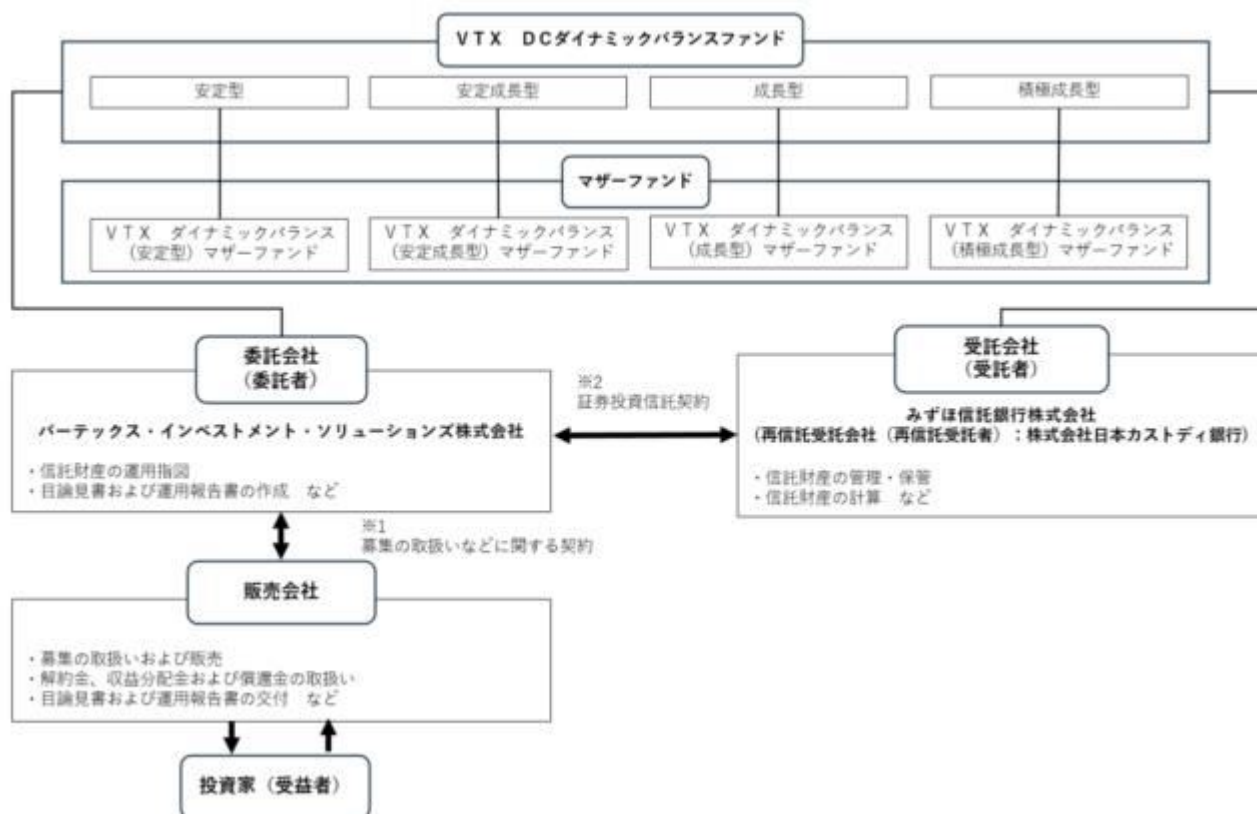 VTX DCダイナミックバランスファンド
安定型
安定成長型
成長型
積極成長型
マザーファンド
VTX ダイナミックバランス
(安定型)マザーファンド
VTX ダイナミックバランス
(安定成長型)マザーファンド
VTX ダイナミックバランス
(成長型)マザーファンド
VTX ダイナミックバランス
(積極成長型)マザーファンド
委託会社
(委託者)
バーテックス・インベストメント・ソリューションズ株式会社
・信託財産の運用指図
・目論見書および運用報告書の作成 など
※2
証券投資信託契約
受託会社
(受託者)
みずほ信託銀行株式会社
(再信託受託会社(再信託受託者):株式会社日本カストディ銀行)
・信託財産の管理・保管
・信託財産の計算 など
※1
募集の取扱いなどに関する契約
販売会社
・募集の取扱いおよび販売
・解約金、収益分配金および償還金の取扱い
・目論見書および運用報告書の交付 など
投資家(受益者)